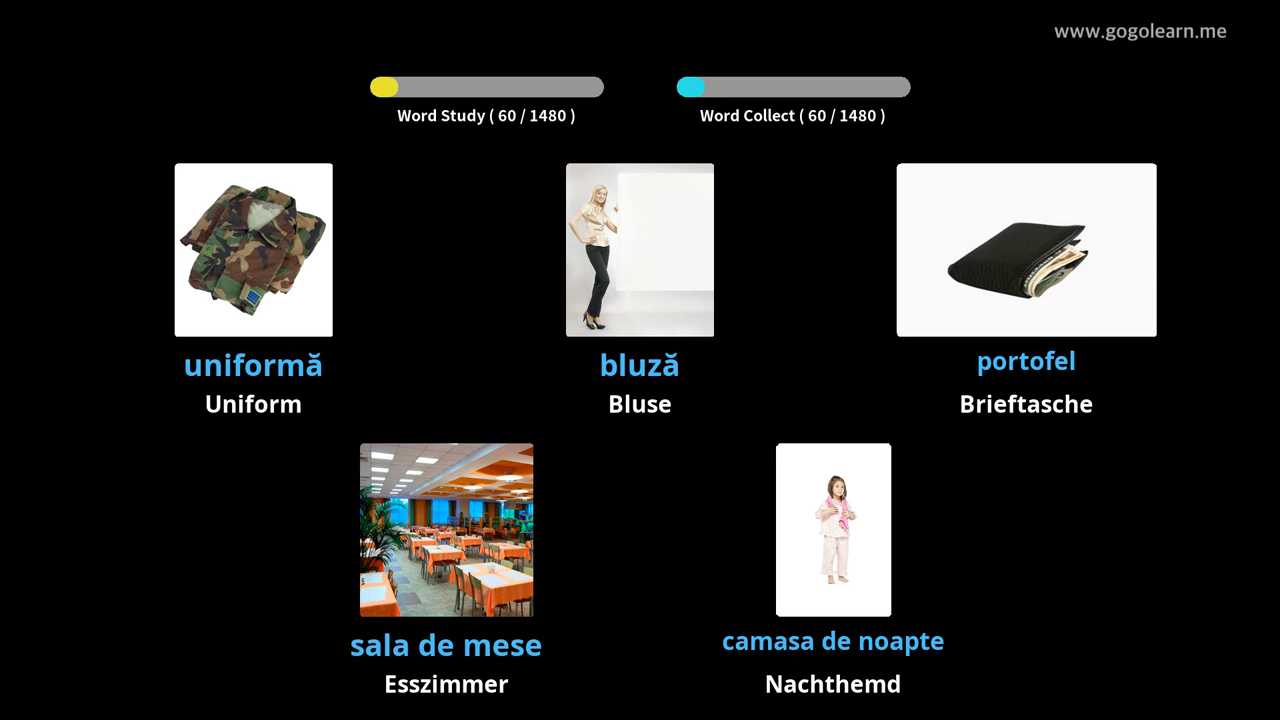 www.gogolearn.me
Word Study ( 60 / 1480 )
Word Collect ( 60 / 1480 )
uniformă
Uniform
bluză
Bluse
portofel
Brieftasche
sala de mese
Esszimmer
camasa de noapte
Nachthemd